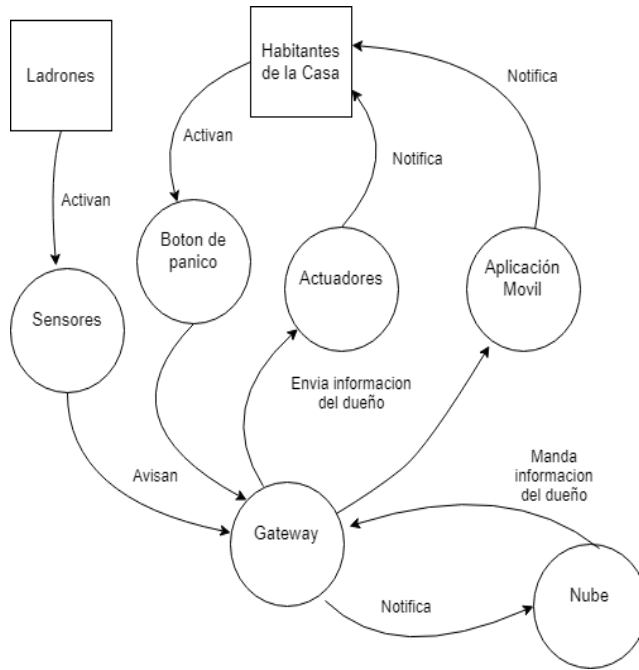 Ladrones
Habitantes
de la Casa
Notifica
Activan
Notifica
Activan
Boton de
panico
Actuadores
Aplicación
Movil
Sensores
Envia informacion
del dueño
Avisan
Manda
informacion
del dueño
Gateway
Notifica
Nube